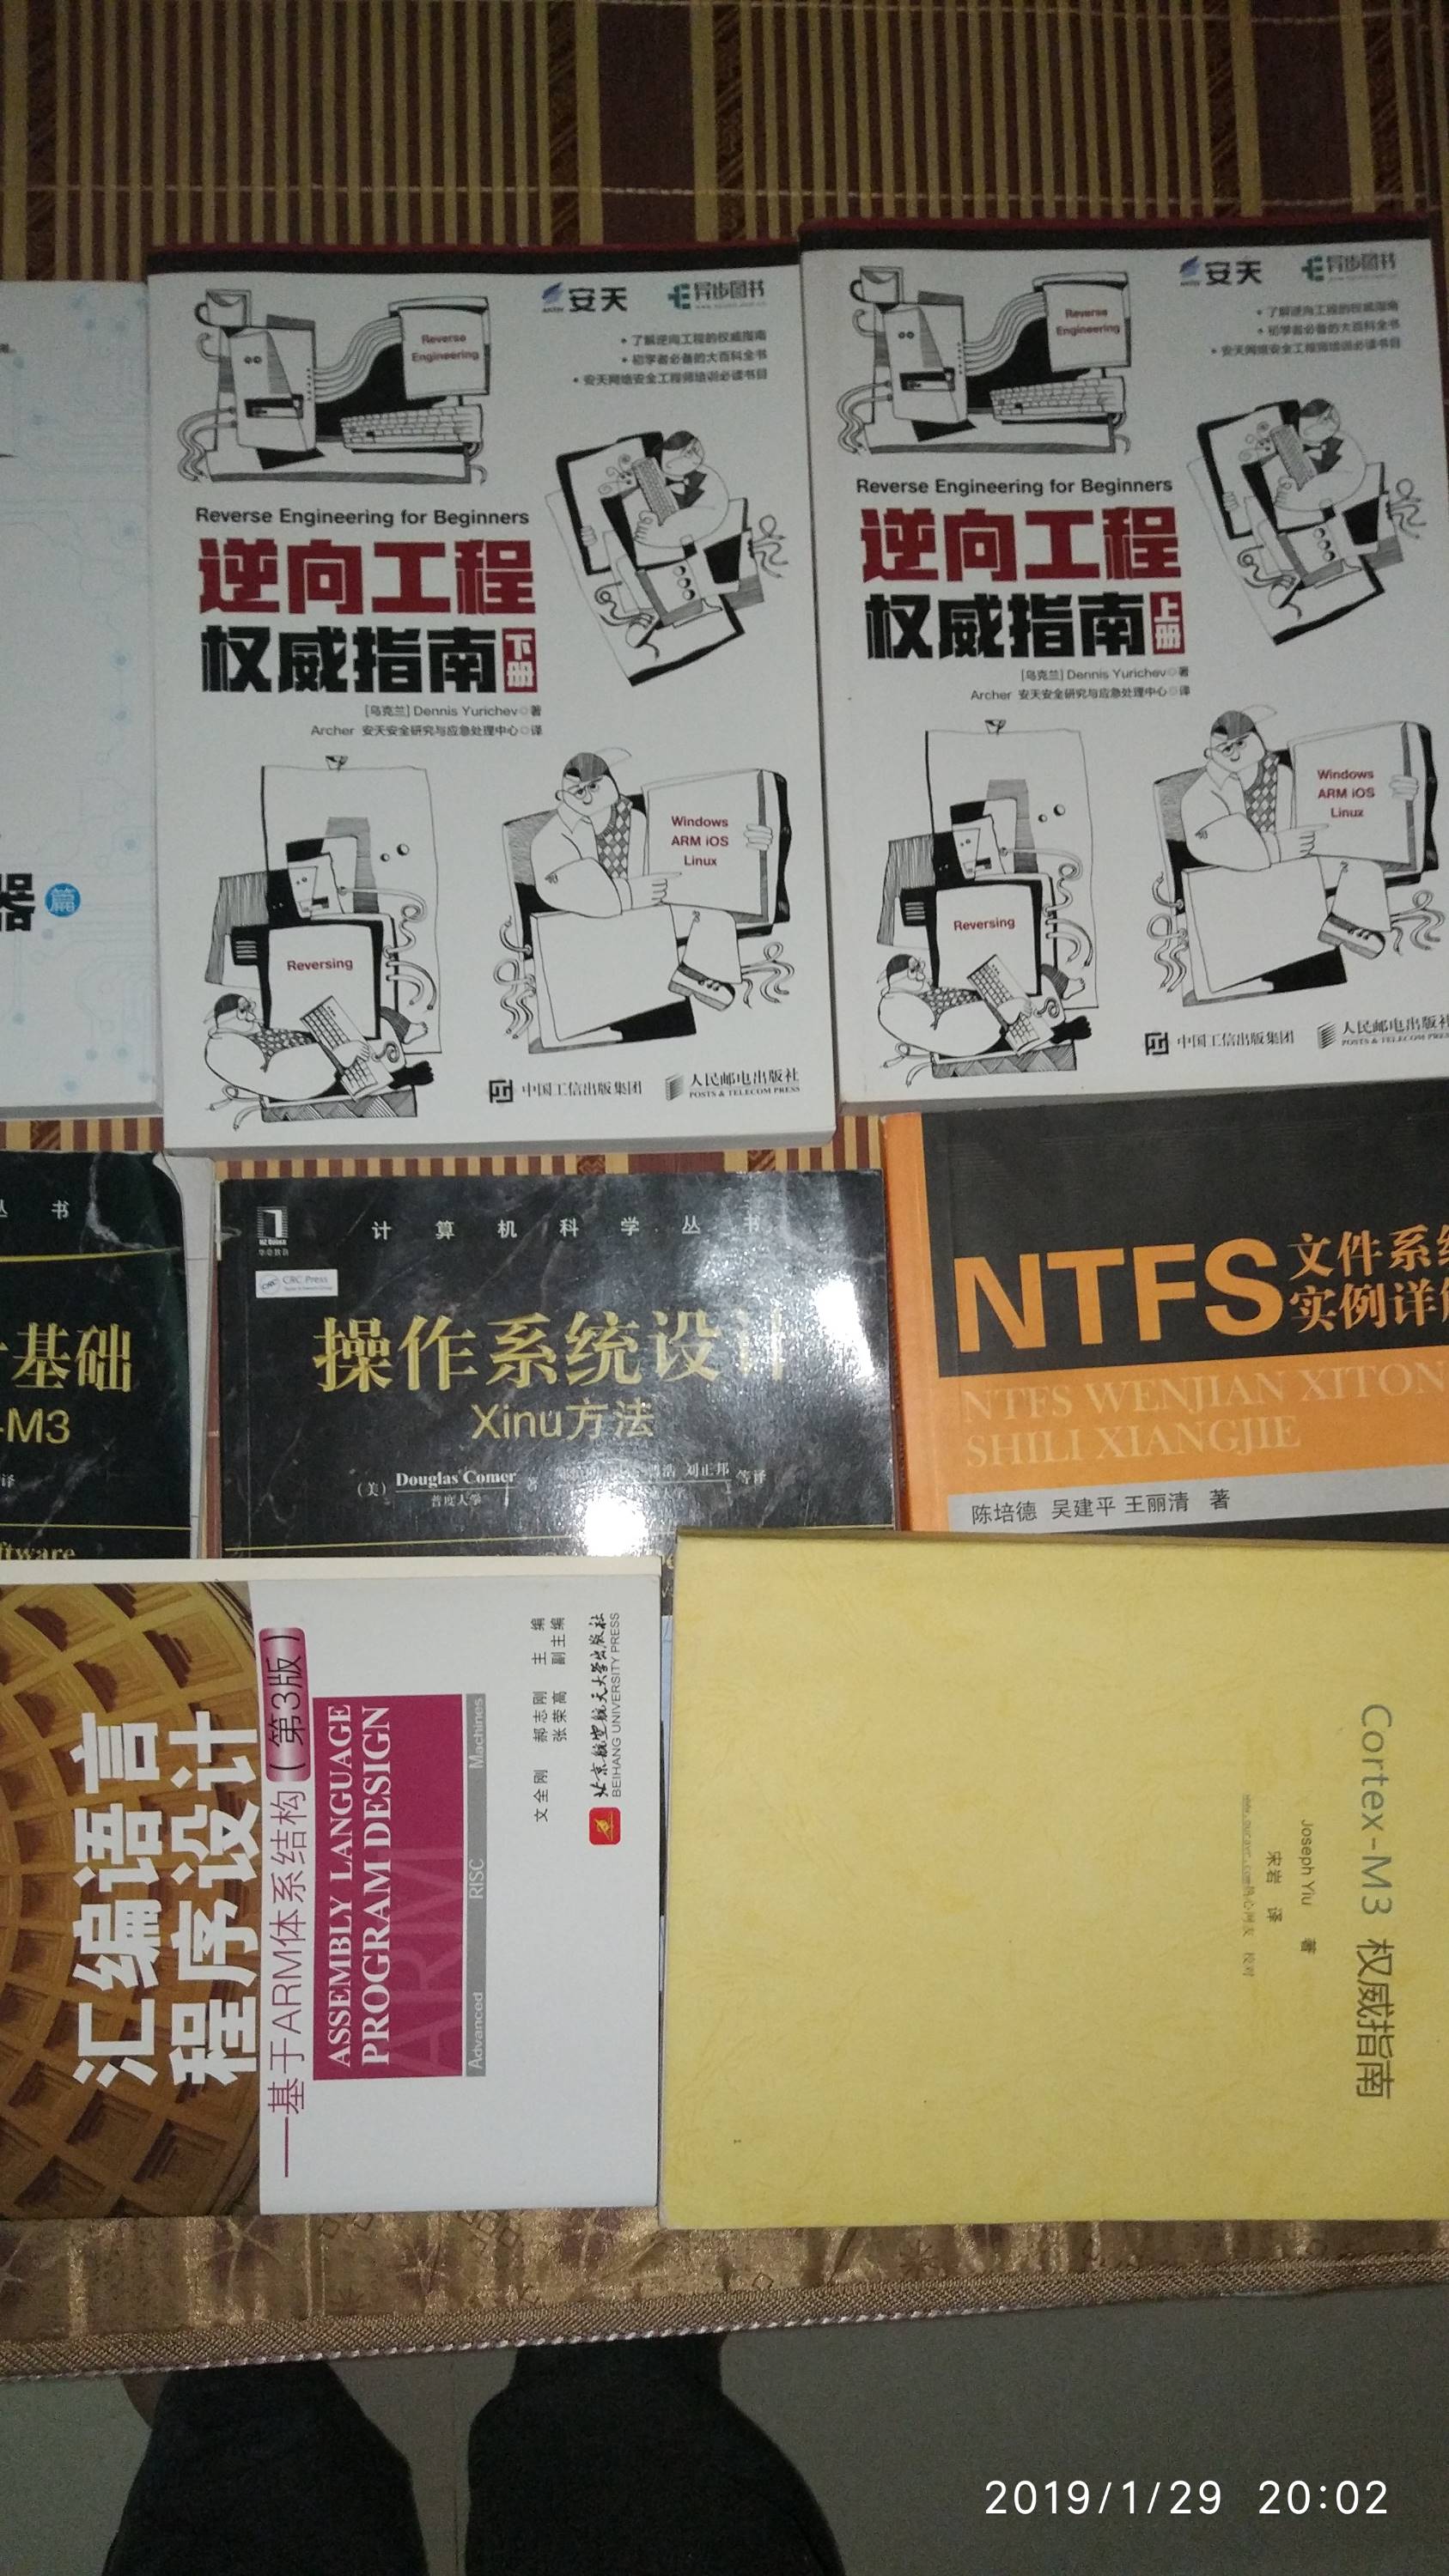 器 篇
安天
异步图书
Reverse
Engineering
• 了解逆向工程的权威指南
• 初学者必备的大百科全书
• 安天网络安全工程师培训必读书目
Reverse Engineering for Beginners
逆向工程
权威指南 下册
[乌克兰] Dennis Yurichev◎著
Archer 安天安全研究与应急处理中心◎译
Windows
ARM iOS
Linux
Reversing
中国工信出版集团
人民邮电出版社
POSTS & TELECOM PRESS
安天
异步图书
Reverse
Engineering
• 了解逆向工程的权威指南
• 初学者必备的大百科全书
• 安天网络安全工程师培训必读书目
Reverse Engineering for Beginners
逆向工程
权威指南 上册
[乌克兰] Dennis Yurichev◎著
Archer 安天安全研究与应急处理中心◎译
Windows
ARM iOS
Linux
Reversing
中国工信出版集团
人民邮电出版社
POSTS & TELECOM PRESS
丛 书
基础
-M3
译
ftware
计算机科学丛书
华章教育
CRC Press
操作系统设计
Xinu方法
(美) Douglas Comer 著
普度大学
刘正邦 等译
NTFS 文件系统
实例详解
NTFS WENJIAN XITON
SHILI XIANGJIE
陈培德 吴建平 王丽清 著
汇编语言
程序设计
——基于ARM体系结构(第3版)
ASSEMBLY LANGUAGE
PROGRAM DESIGN
ARM
Advanced RISC Machines
文全刚 郝志刚 主编
张荣高 副主编
北京航空航天大学出版社
BEIHANG UNIVERSITY PRESS
Cortex-M3 权威指南
Joseph Yiu 著
宋岩 译
2019/1/29 20:02